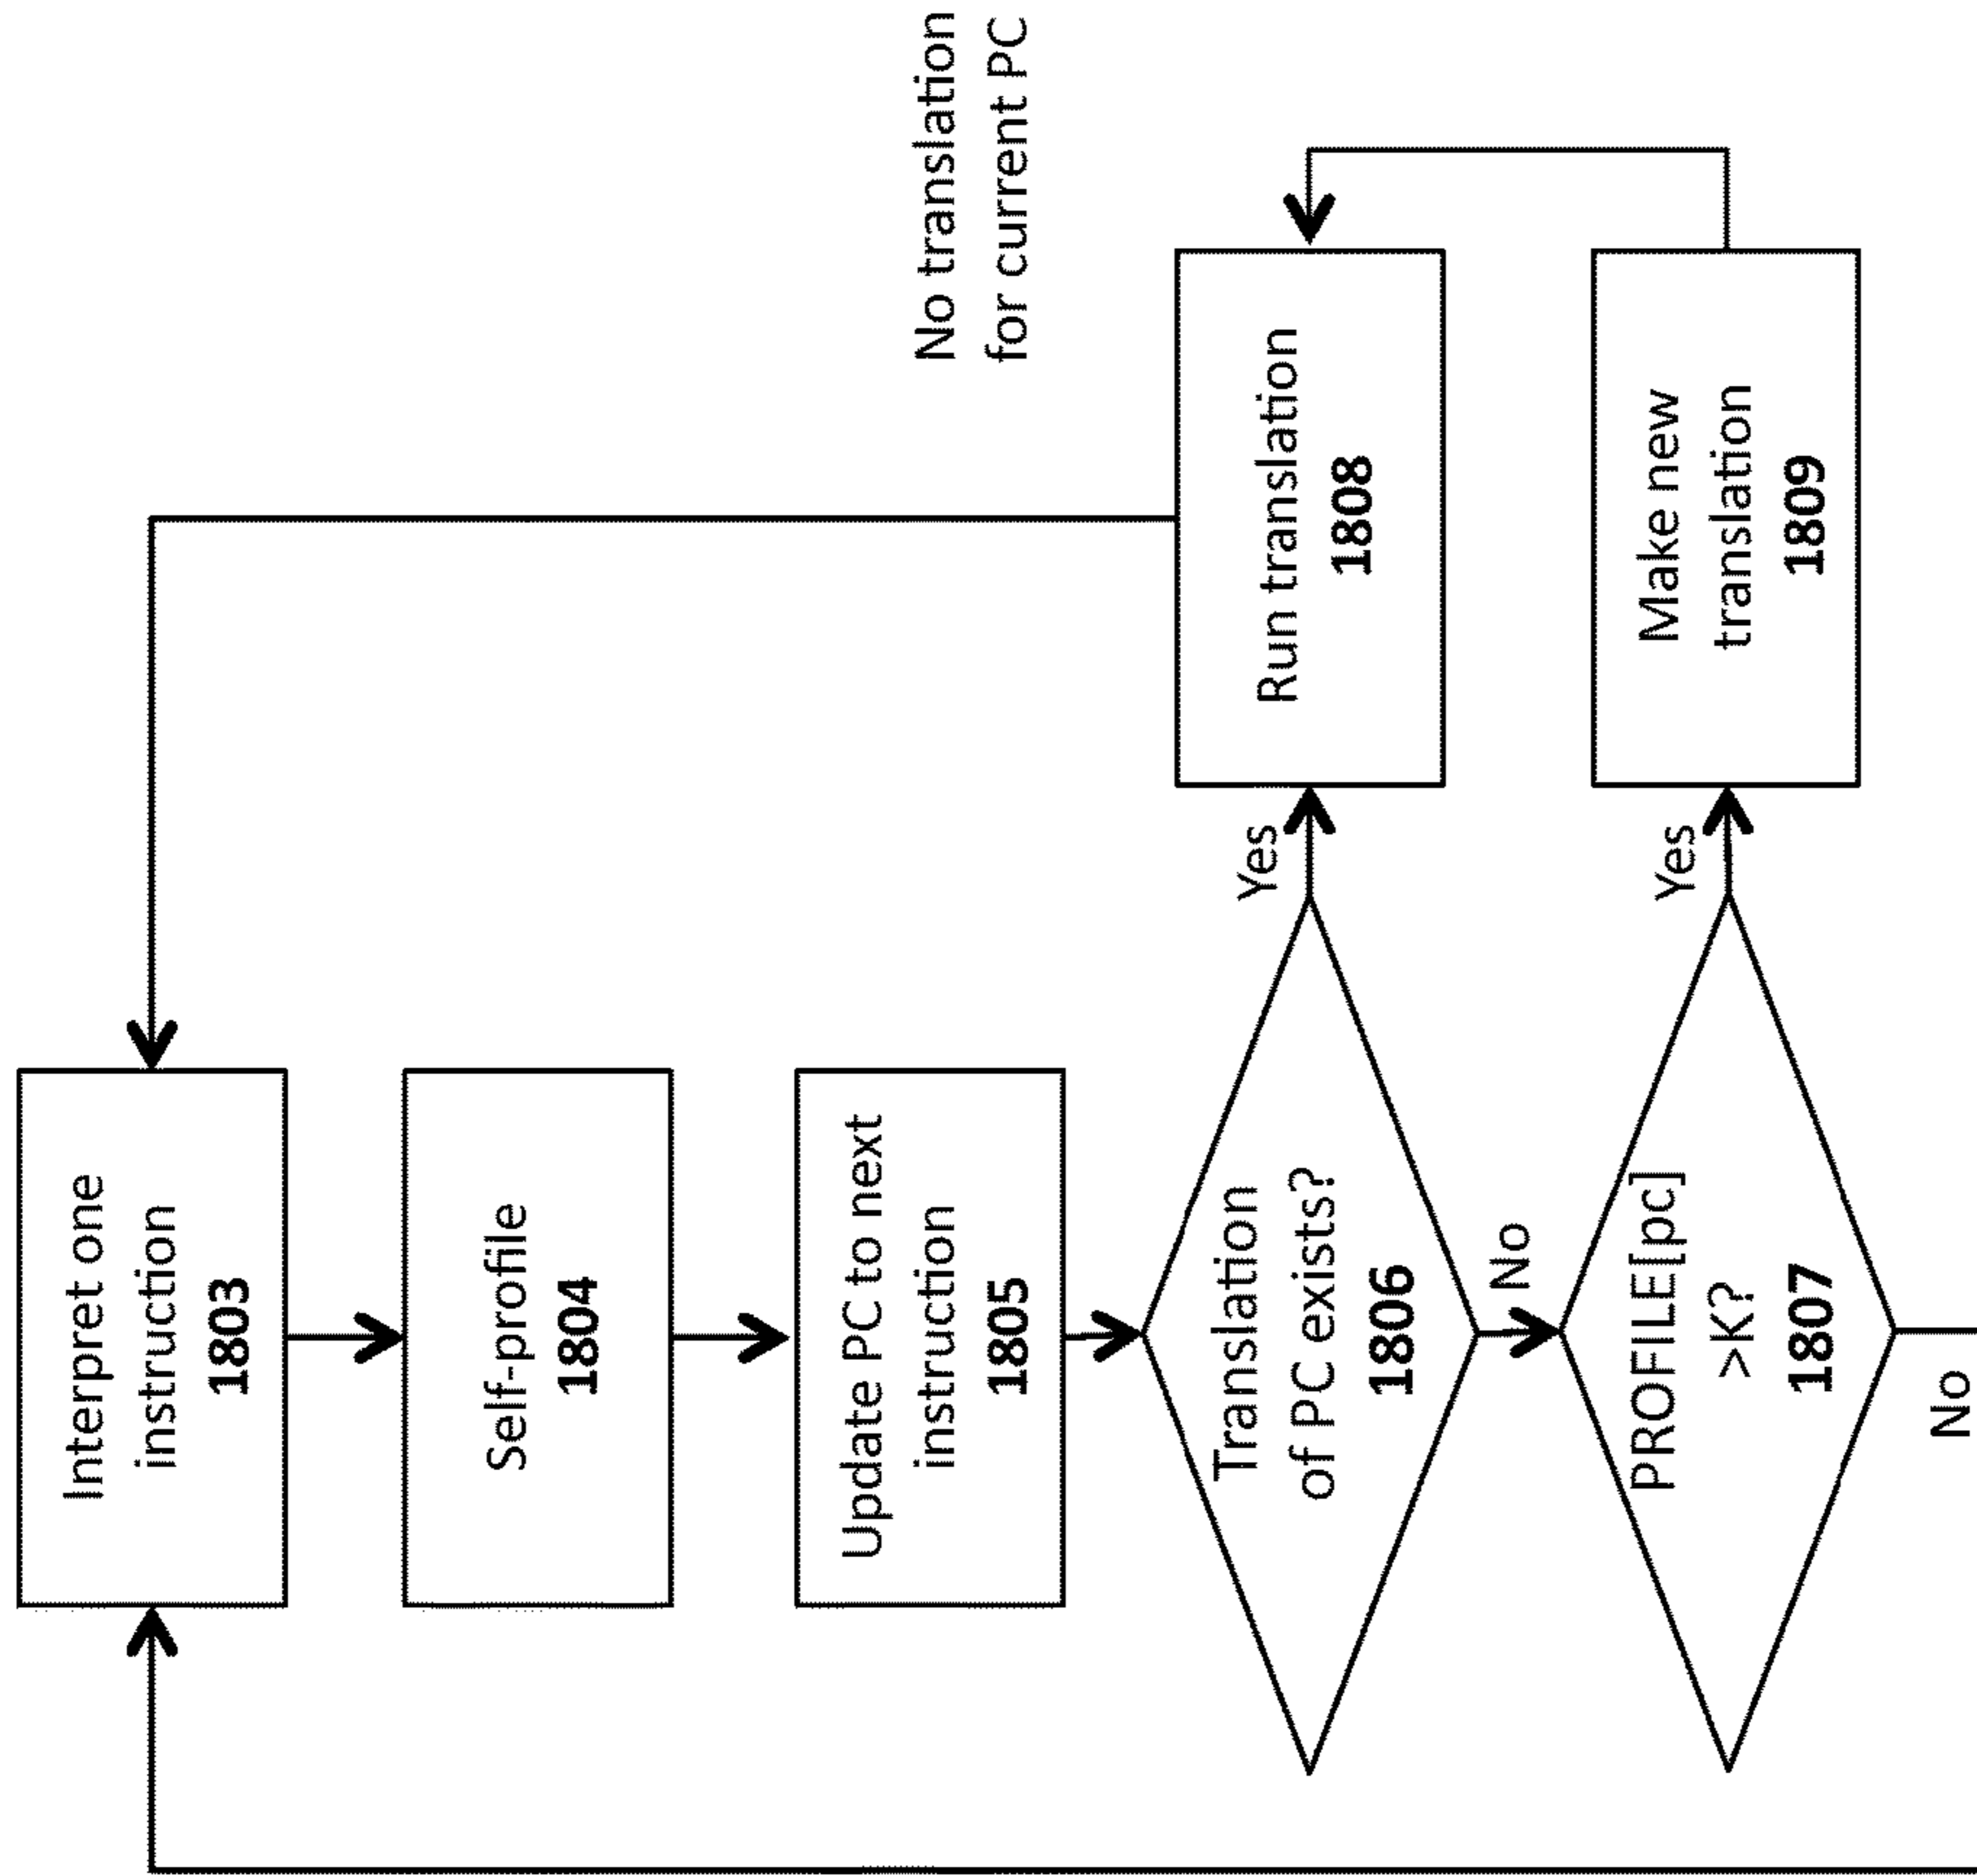 Interpret one
instruction
1803
Self-profile
1804
Update PC to next
instruction
1805
Translation
of PC exists?
1806
Yes
No
PROFILE[pc]
>K?
1807
Yes
No
Run translation
1808
Make new
translation
1809
No translation
for current PC